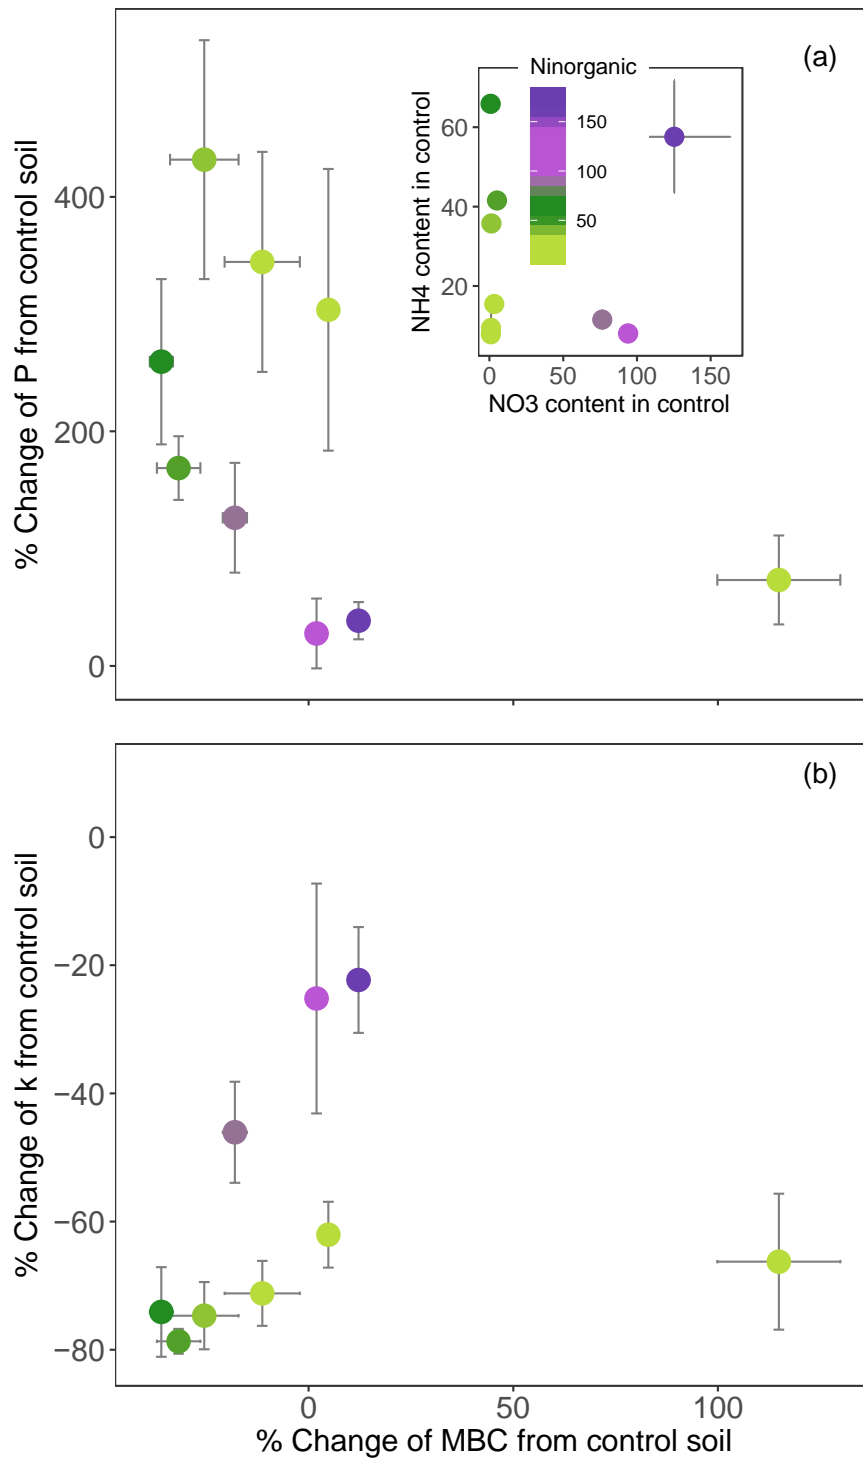 (a)
% Change of P from control soil
400
200
0
Ninorganic
150
100
50
NH4 content in control
60
40
20
0 50 100 150
NO3 content in control
(b)
% Change of k from control soil
0
−20
−40
−60
−80
0 50 100
% Change of MBC from control soil